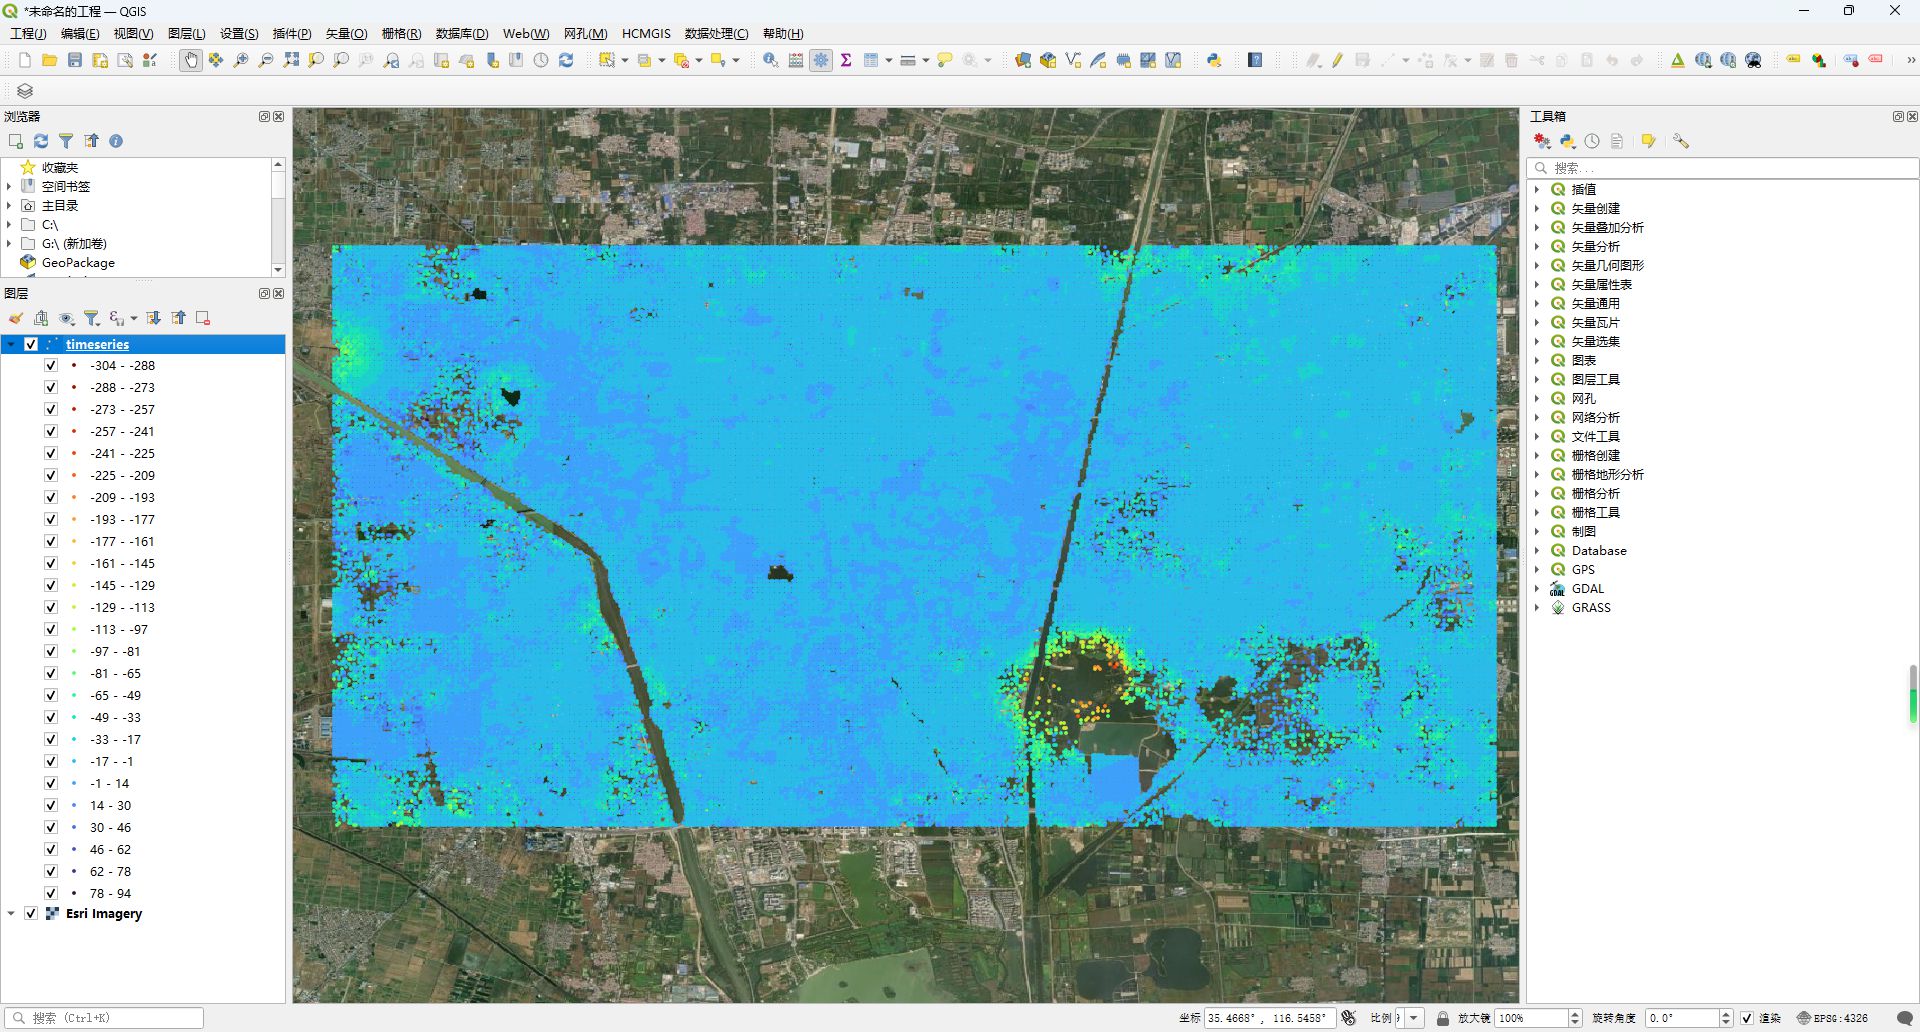 *未命名的工程 — QGIS
工程(J) 编辑(E) 视图(V) 图层(L) 设置(S) 插件(P) 矢量(O) 栅格(R) 数据库(D) Web(W) 网孔(M) HCMGIS 数据处理(C) 帮助(H)
浏览器
收藏夹
空间书签
主目录
C:\
G:\ (新加卷)
GeoPackage
图层
timeseries
-304 - -288
-288 - -273
-273 - -257
-257 - -241
-241 - -225
-225 - -209
-209 - -193
-193 - -177
-177 - -161
-161 - -145
-145 - -129
-129 - -113
-113 - -97
-97 - -81
-81 - -65
-65 - -49
-49 - -33
-33 - -17
-17 - -1
-1 - 14
14 - 30
30 - 46
46 - 62
62 - 78
78 - 94
Esri Imagery
工具箱
搜索...
插值
矢量创建
矢量叠加分析
矢量分析
矢量几何图形
矢量属性表
矢量通用
矢量瓦片
矢量选集
图表
图层工具
网孔
网络分析
文件工具
栅格创建
栅格地形分析
栅格分析
栅格工具
制图
Database
GPS
GDAL
GRASS
搜索 (Ctrl+K) 坐标 35.4668°, 116.5458° 比例 放大镜 100% 旋转角度 0.0° 渲染 EPSG:4326